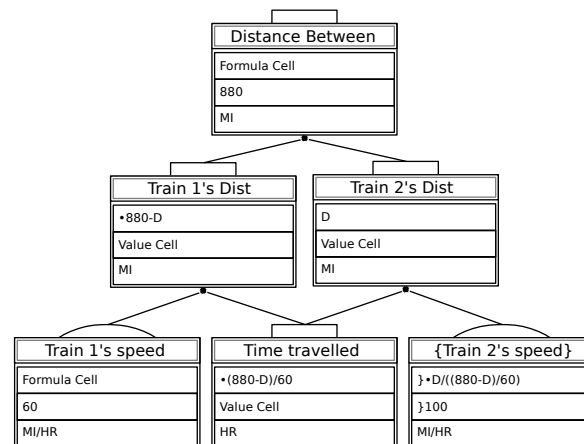 Distance Between
Formula Cell
880
MI
Train 1's Dist
•880-D
Value Cell
MI
Train 2's Dist
D
Value Cell
MI
Train 1's speed
Formula Cell
60
MI/HR
Time travelled
•(880-D)/60
Value Cell
HR
{Train 2's speed}
}•D/((880-D)/60)
}100
MI/HR